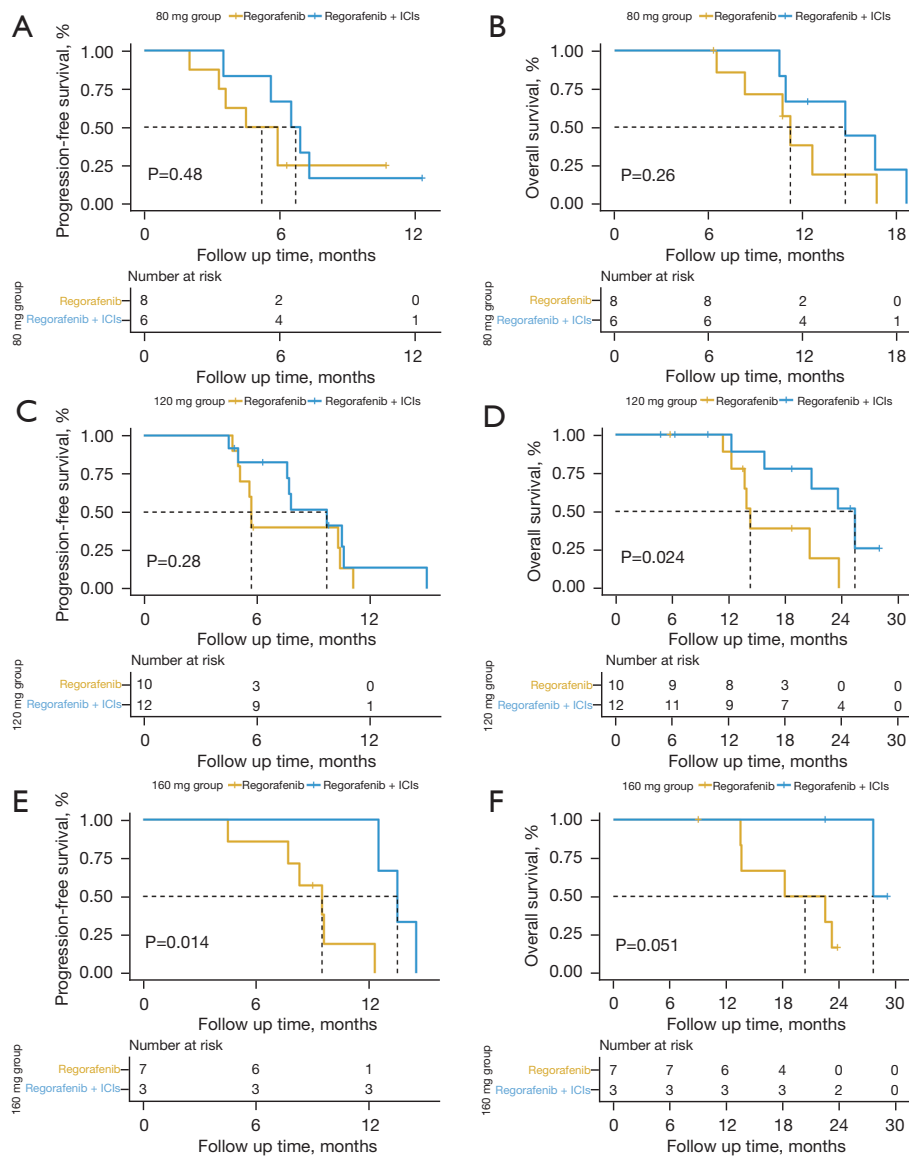 A
80 mg group Regorafenib Regorafenib + ICIs
Progression-free survival, %
1.00
0.75
0.50
0.25
0.00
P=0.48
0 6 12
Follow up time, months
Number at risk
80 mg group
Regorafenib 8 2 0
Regorafenib + ICIs 6 4 1
0 6 12
Follow up time, months
B
80 mg group Regorafenib Regorafenib + ICIs
Overall survival, %
1.00
0.75
0.50
0.25
0.00
P=0.26
0 6 12 18
Follow up time, months
Number at risk
80 mg group
Regorafenib 8 8 2 0
Regorafenib + ICIs 6 6 4 1
0 6 12 18
Follow up time, months
C
120 mg group Regorafenib Regorafenib + ICIs
Progression-free survival, %
1.00
0.75
0.50
0.25
0.00
P=0.28
0 6 12
Follow up time, months
Number at risk
120 mg group
Regorafenib 10 3 0
Regorafenib + ICIs 12 9 1
0 6 12
Follow up time, months
D
120 mg group Regorafenib Regorafenib + ICIs
Overall survival, %
1.00
0.75
0.50
0.25
0.00
P=0.024
0 6 12 18 24 30
Follow up time, months
Number at risk
120 mg group
Regorafenib 10 9 8 3 0 0
Regorafenib + ICIs 12 11 9 7 4 0
0 6 12 18 24 30
Follow up time, months
E
160 mg group Regorafenib Regorafenib + ICIs
Progression-free survival, %
1.00
0.75
0.50
0.25
0.00
P=0.014
0 6 12
Follow up time, months
Number at risk
160 mg group
Regorafenib 7 6 1
Regorafenib + ICIs 3 3 3
0 6 12
Follow up time, months
F
160 mg group Regorafenib Regorafenib + ICIs
Overall survival, %
1.00
0.75
0.50
0.25
0.00
P=0.051
0 6 12 18 24 30
Follow up time, months
Number at risk
160 mg group
Regorafenib 7 7 6 4 0 0
Regorafenib + ICIs 3 3 3 3 2 0
0 6 12 18 24 30
Follow up time, months